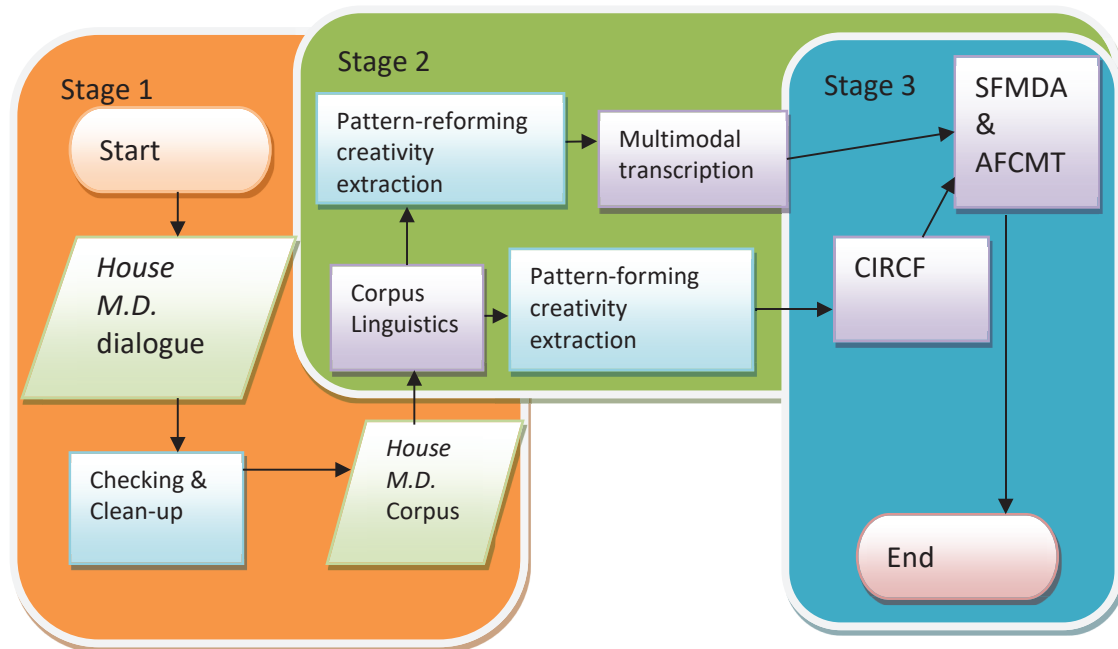 Stage 1
Start
House
M.D.
dialogue
Checking &
Clean-up
House
M.D.
Corpus
Stage 2
Pattern-reforming
creativity
extraction
Multimodal
transcription
Corpus
Linguistics
Pattern-forming
creativity
extraction
Stage 3
SFMDA
&
AFCMT
CIRCF
End